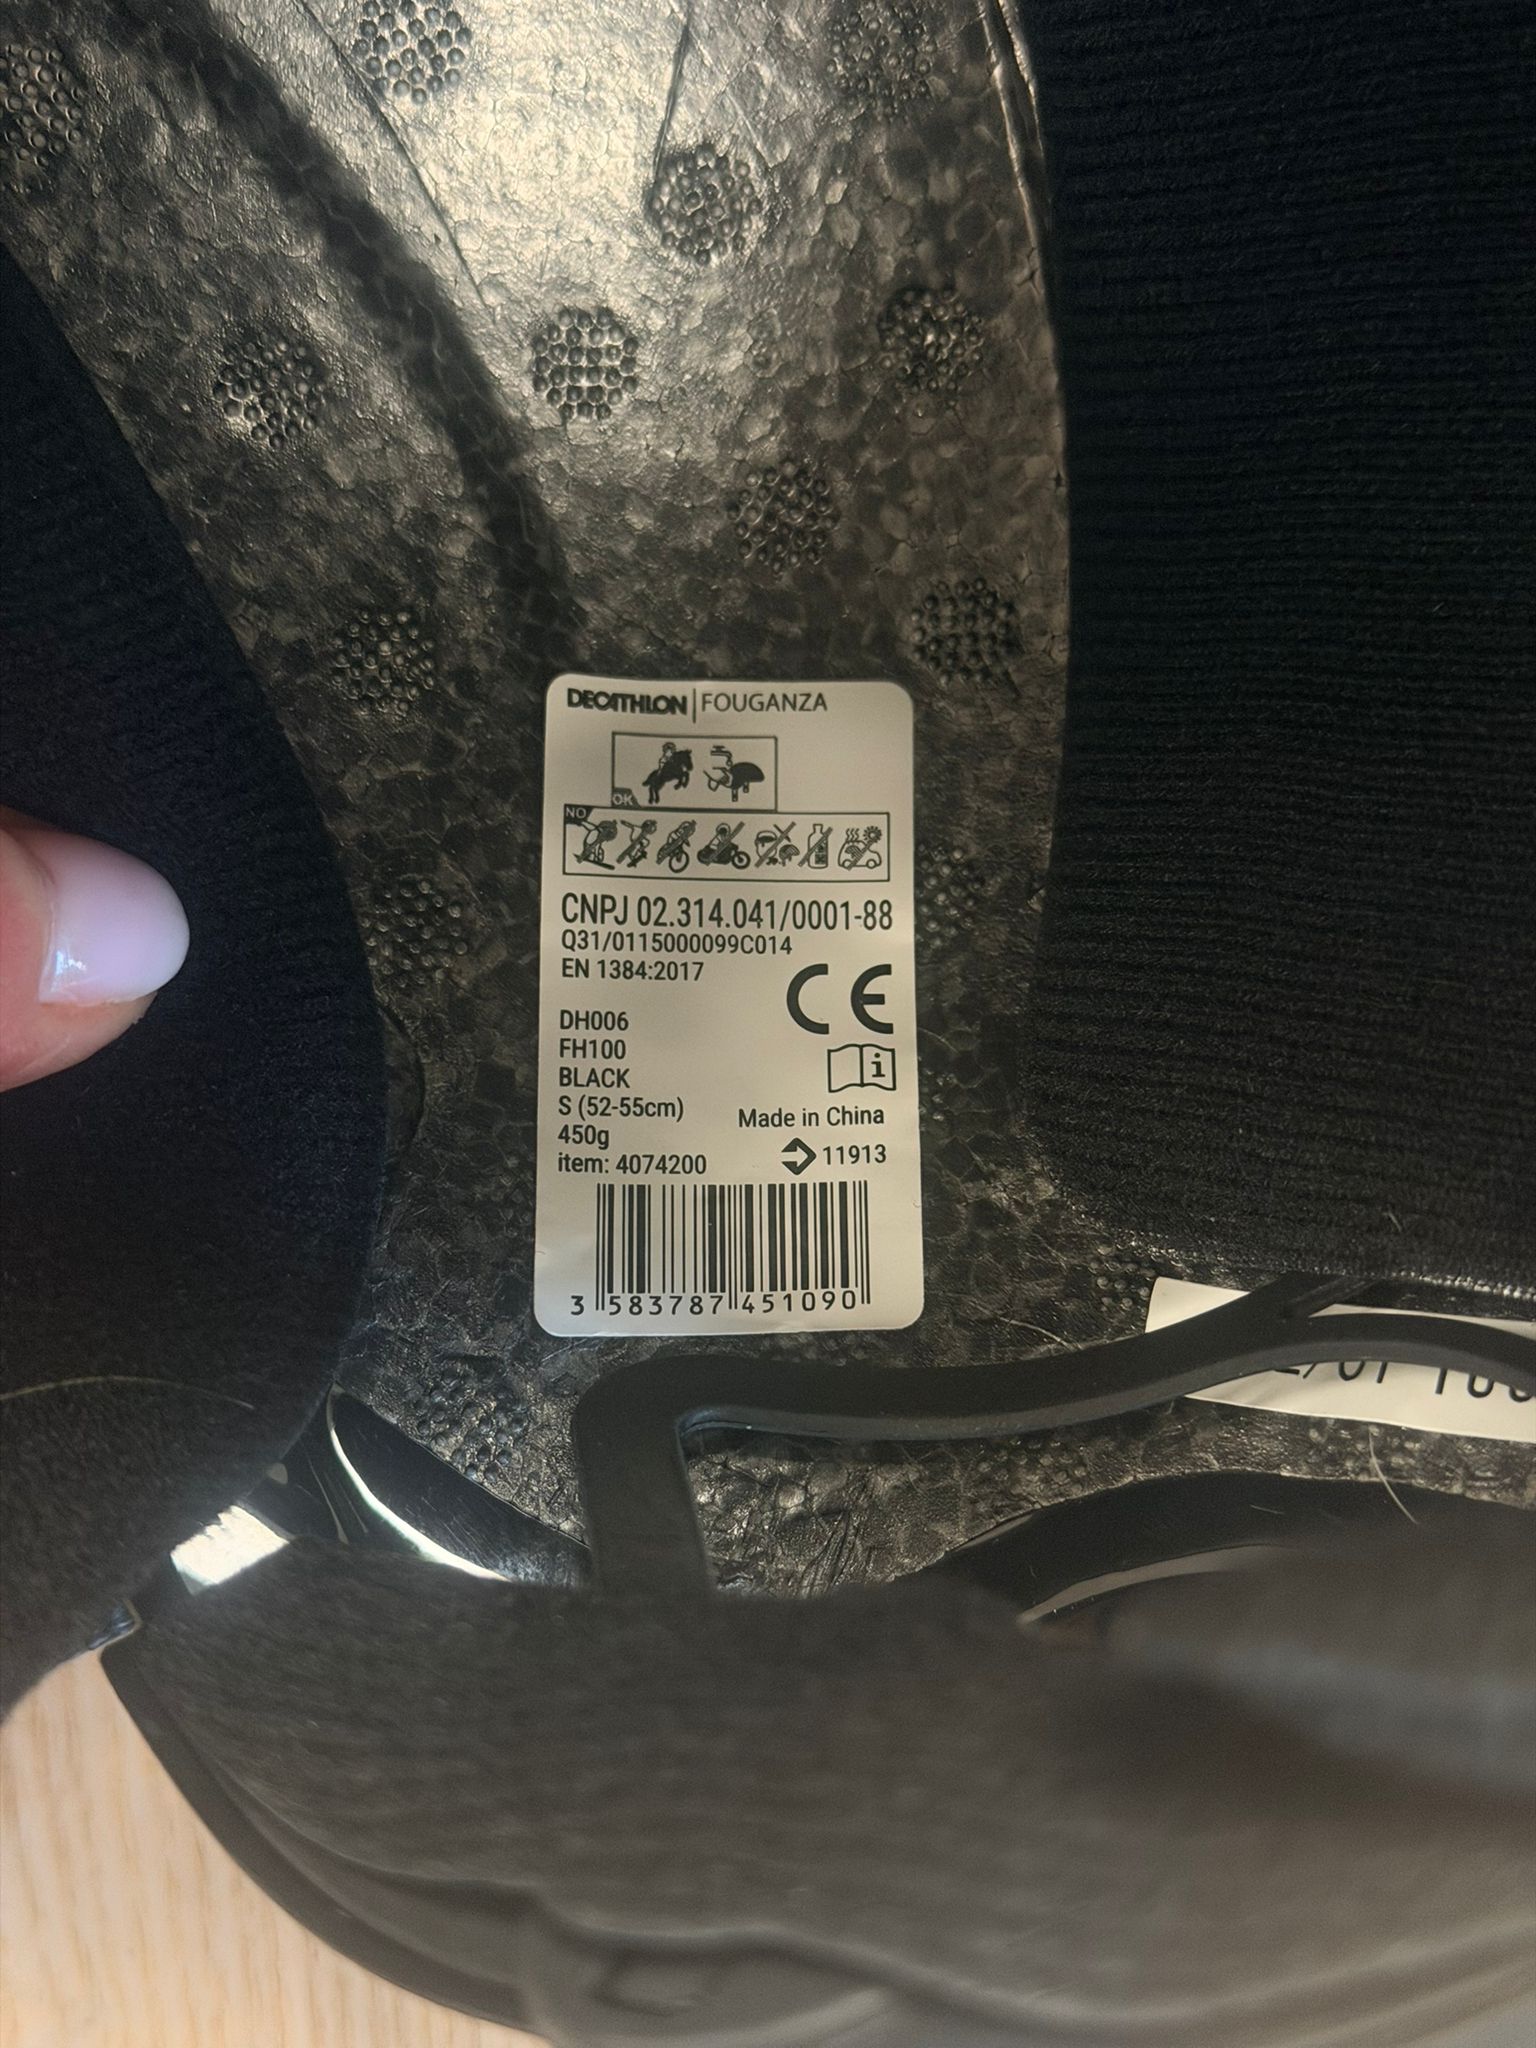 DECATHLON | FOUGANZA
OK
NO
CNPJ 02.314.041/0001-88
Q31/0115000099C014
EN 1384:2017
CE
DH006
FH100
BLACK
S (52-55cm)
450g
Made in China
item: 4074200
11913
3 583787 451090